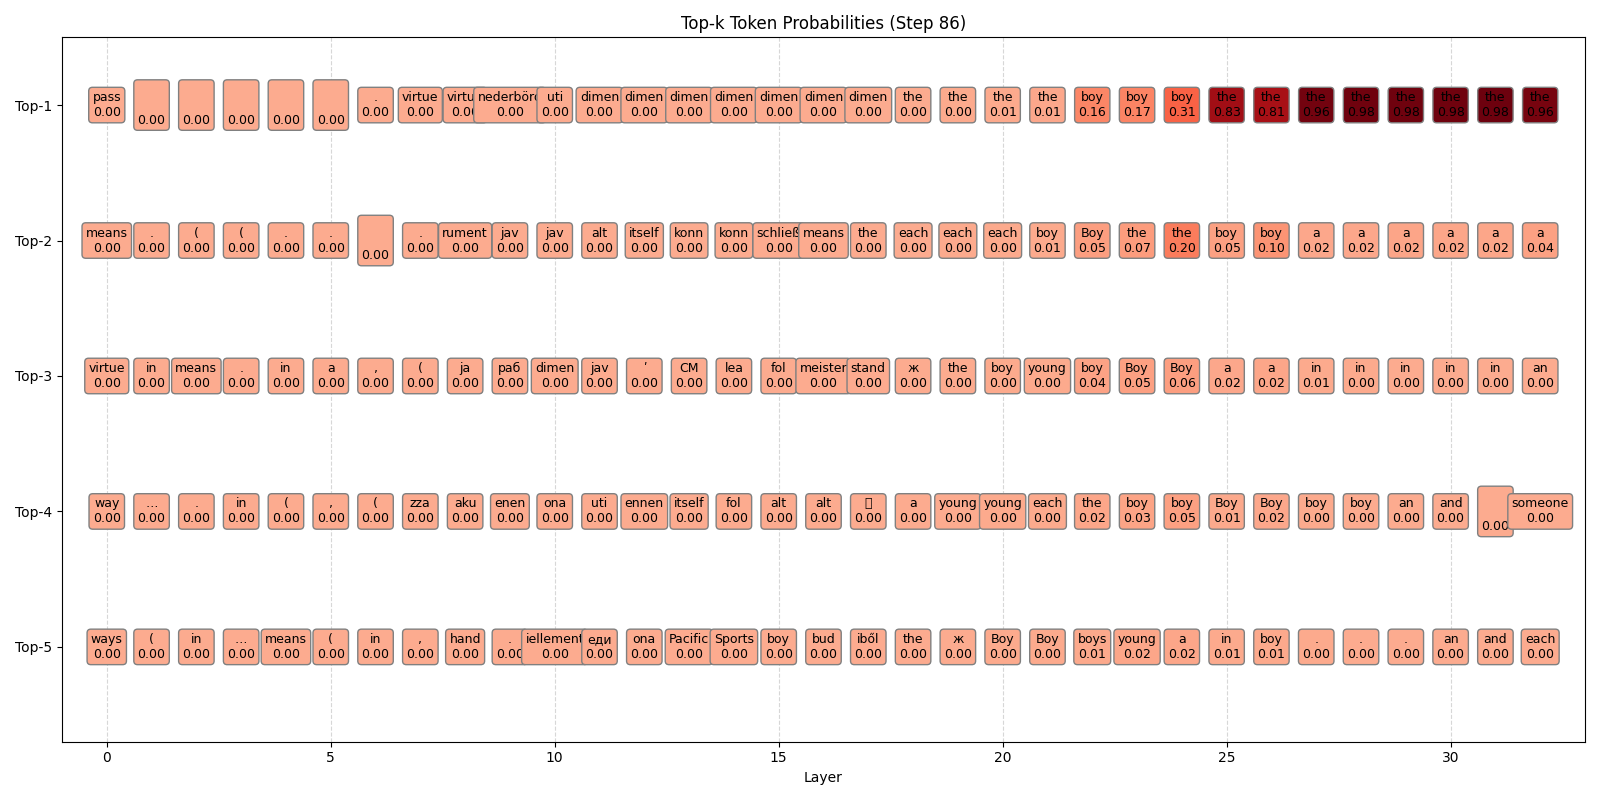 Top-k Token Probabilities (Step 86)
Top-1
pass 0.00 0.00 0.00 0.00 0.00 0.00 . 0.00 virtue 0.00 virtu 0.00 nederbörd 0.00 uti 0.00 dimen 0.00 dimen 0.00 dimen 0.00 dimen 0.00 dimen 0.00 dimen 0.00 dimen 0.00 the 0.00 the 0.00 the 0.01 the 0.01 boy 0.16 boy 0.17 boy 0.31 the 0.83 the 0.81 the 0.96 the 0.98 the 0.98 the 0.98 the 0.98 the 0.96
Top-2
means 0.00 . 0.00 ( 0.00 ( 0.00 . 0.00 . 0.00 0.00 . 0.00 rument 0.00 jav 0.00 jav 0.00 alt 0.00 itself 0.00 konn 0.00 konn 0.00 schließ 0.00 means 0.00 the 0.00 each 0.00 each 0.00 each 0.00 boy 0.01 Boy 0.05 the 0.07 the 0.20 boy 0.05 boy 0.10 a 0.02 a 0.02 a 0.02 a 0.02 a 0.02 a 0.04
Top-3
virtue 0.00 in 0.00 means 0.00 . 0.00 in 0.00 a 0.00 , 0.00 ( 0.00 ja 0.00 раб 0.00 dimen 0.00 jav 0.00 ' 0.00 CM 0.00 lea 0.00 fol 0.00 meister 0.00 stand 0.00 ж 0.00 the 0.00 boy 0.00 young 0.00 boy 0.04 Boy 0.05 Boy 0.06 a 0.02 a 0.02 in 0.01 in 0.00 in 0.00 in 0.00 in 0.00 an 0.00
Top-4
way 0.00 ... 0.00 . 0.00 in 0.00 ( 0.00 , 0.00 ( 0.00 zza 0.00 aku 0.00 enen 0.00 ona 0.00 uti 0.00 ennen 0.00 itself 0.00 fol 0.00 alt 0.00 alt 0.00 0.00 a 0.00 young 0.00 young 0.00 each 0.00 the 0.02 boy 0.03 boy 0.05 Boy 0.01 Boy 0.02 boy 0.00 boy 0.00 an 0.00 and 0.00 0.00 someone 0.00
Top-5
ways 0.00 ( 0.00 in 0.00 ... 0.00 means 0.00 ( 0.00 in 0.00 , 0.00 hand 0.00 . 0.00 iellement 0.00 еди 0.00 ona 0.00 Pacific 0.00 Sports 0.00 boy 0.00 bud 0.00 iből 0.00 the 0.00 ж 0.00 Boy 0.00 Boy 0.00 boys 0.01 young 0.02 a 0.02 in 0.01 boy 0.01 . 0.00 . 0.00 . 0.00 an 0.00 and 0.00 each 0.00
0 5 10 15 20 25 30
Layer